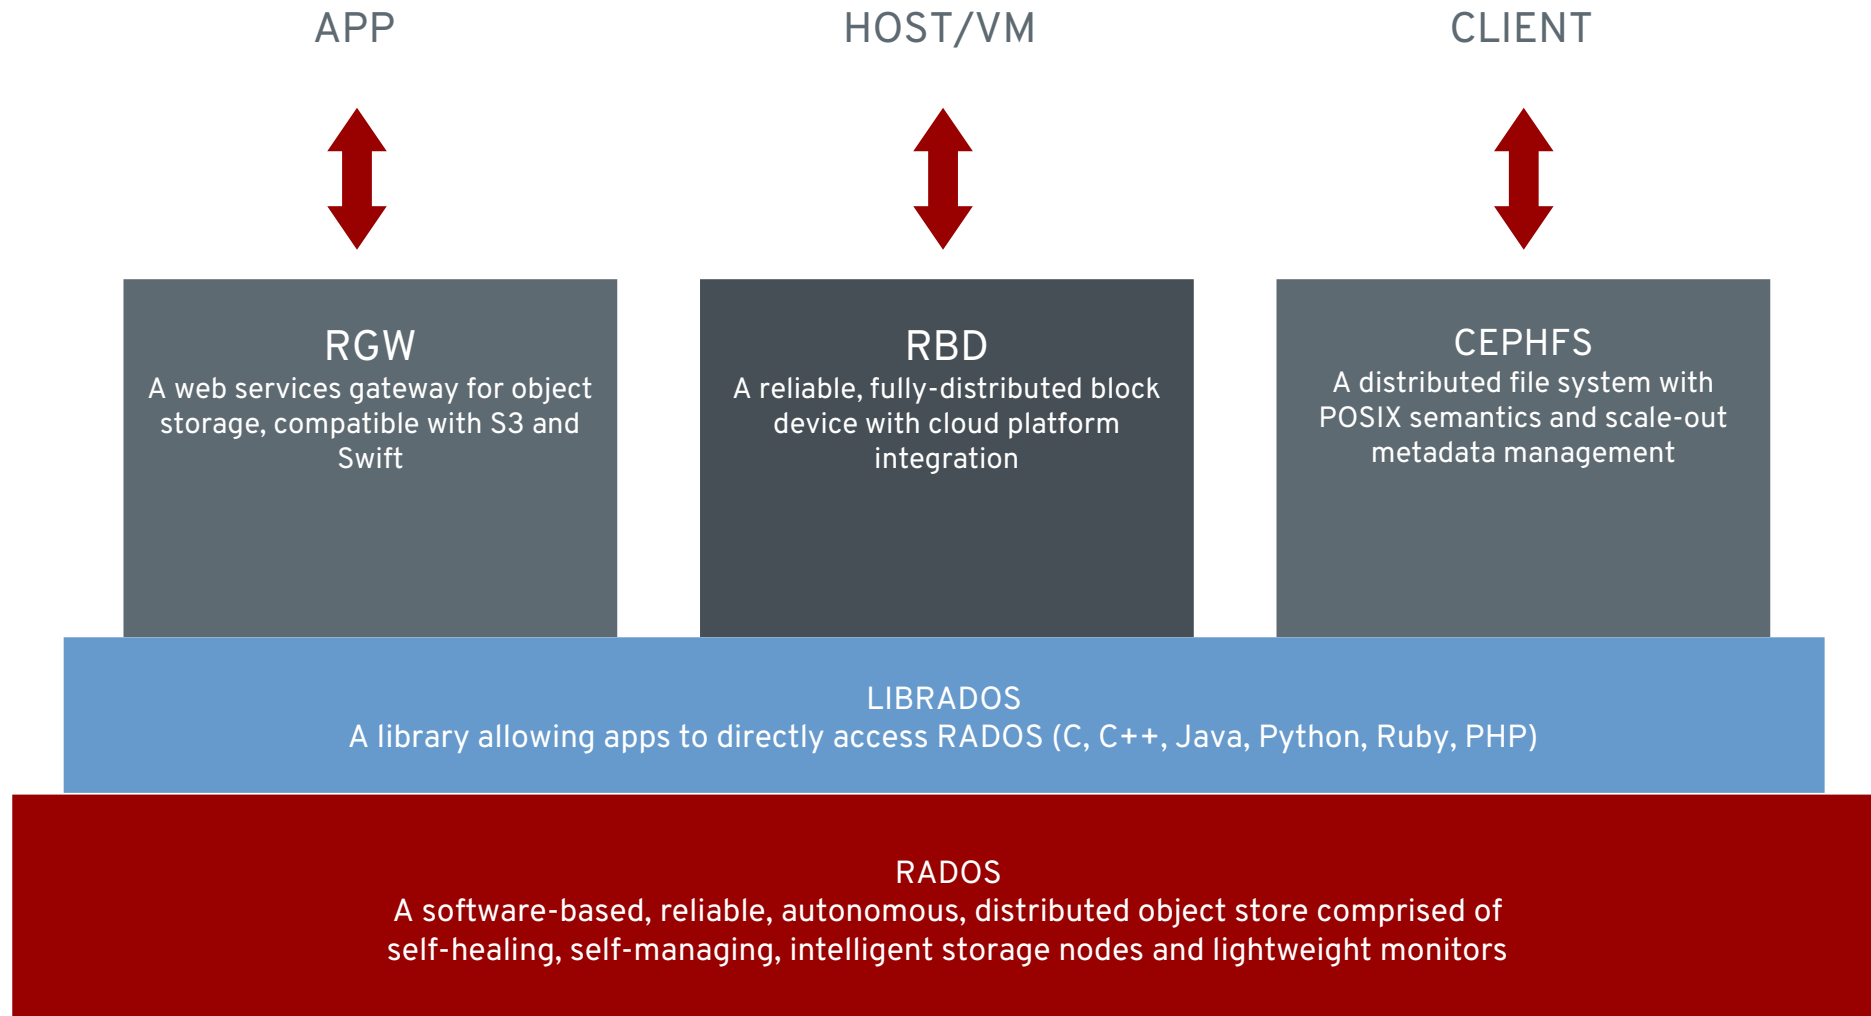 APP
HOST/VM
CLIENT
RGW
A web services gateway for object
storage, compatible with S3 and
Swift
RBD
A reliable, fully-distributed block
device with cloud platform
integration
CEPHFS
A distributed file system with
POSIX semantics and scale-out
metadata management
LIBRADOS
A library allowing apps to directly access RADOS (C, C++, Java, Python, Ruby, PHP)
RADOS
A software-based, reliable, autonomous, distributed object store comprised of
self-healing, self-managing, intelligent storage nodes and lightweight monitors